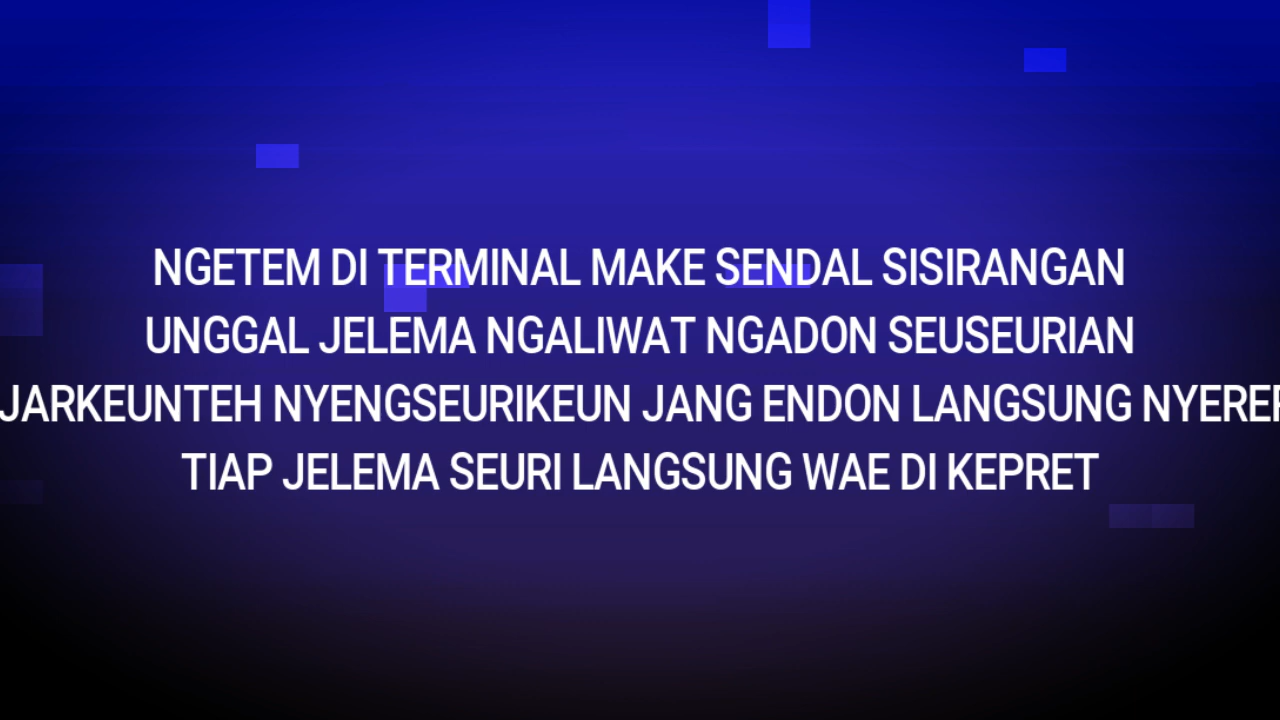 NGETEM DI TERMINAL MAKE SENDAL SISIRANGAN
UNGGAL JELEMA NGALIWAT NGADON SEUSEURIAN
JARKEUNTEH NYENGSEURIKEUN JANG ENDON LANGSUNG
TIAP JELEMA SEURI LANGSUNG WAE DI KEPRET